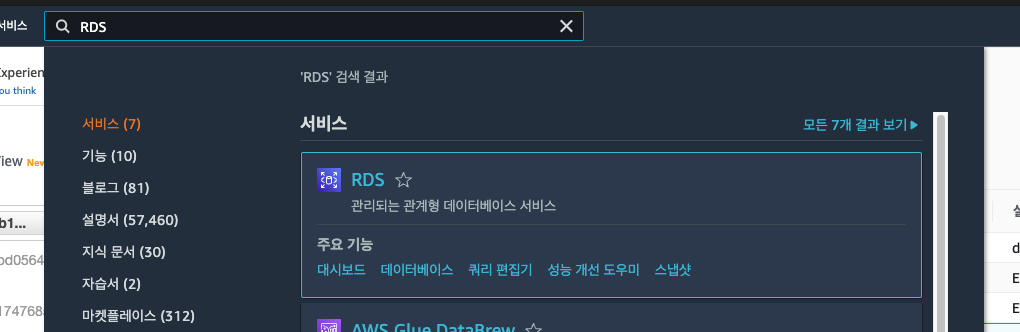 서비스
RDS
Experien
ou think
View New
b1...
od0564
174768
'RDS' 검색 결과
서비스 (7)
기능 (10)
블로그 (81)
설명서 (57,460)
지식 문서 (30)
자습서 (2)
마켓플레이스 (312)
서비스
모든 7개 결과 보기
RDS
관리되는 관계형 데이터베이스 서비스
주요 기능
대시보드 데이터베이스 쿼리 편집기 성능 개선 도우미 스냅샷
AWS Glue DataBrew
d
E
E